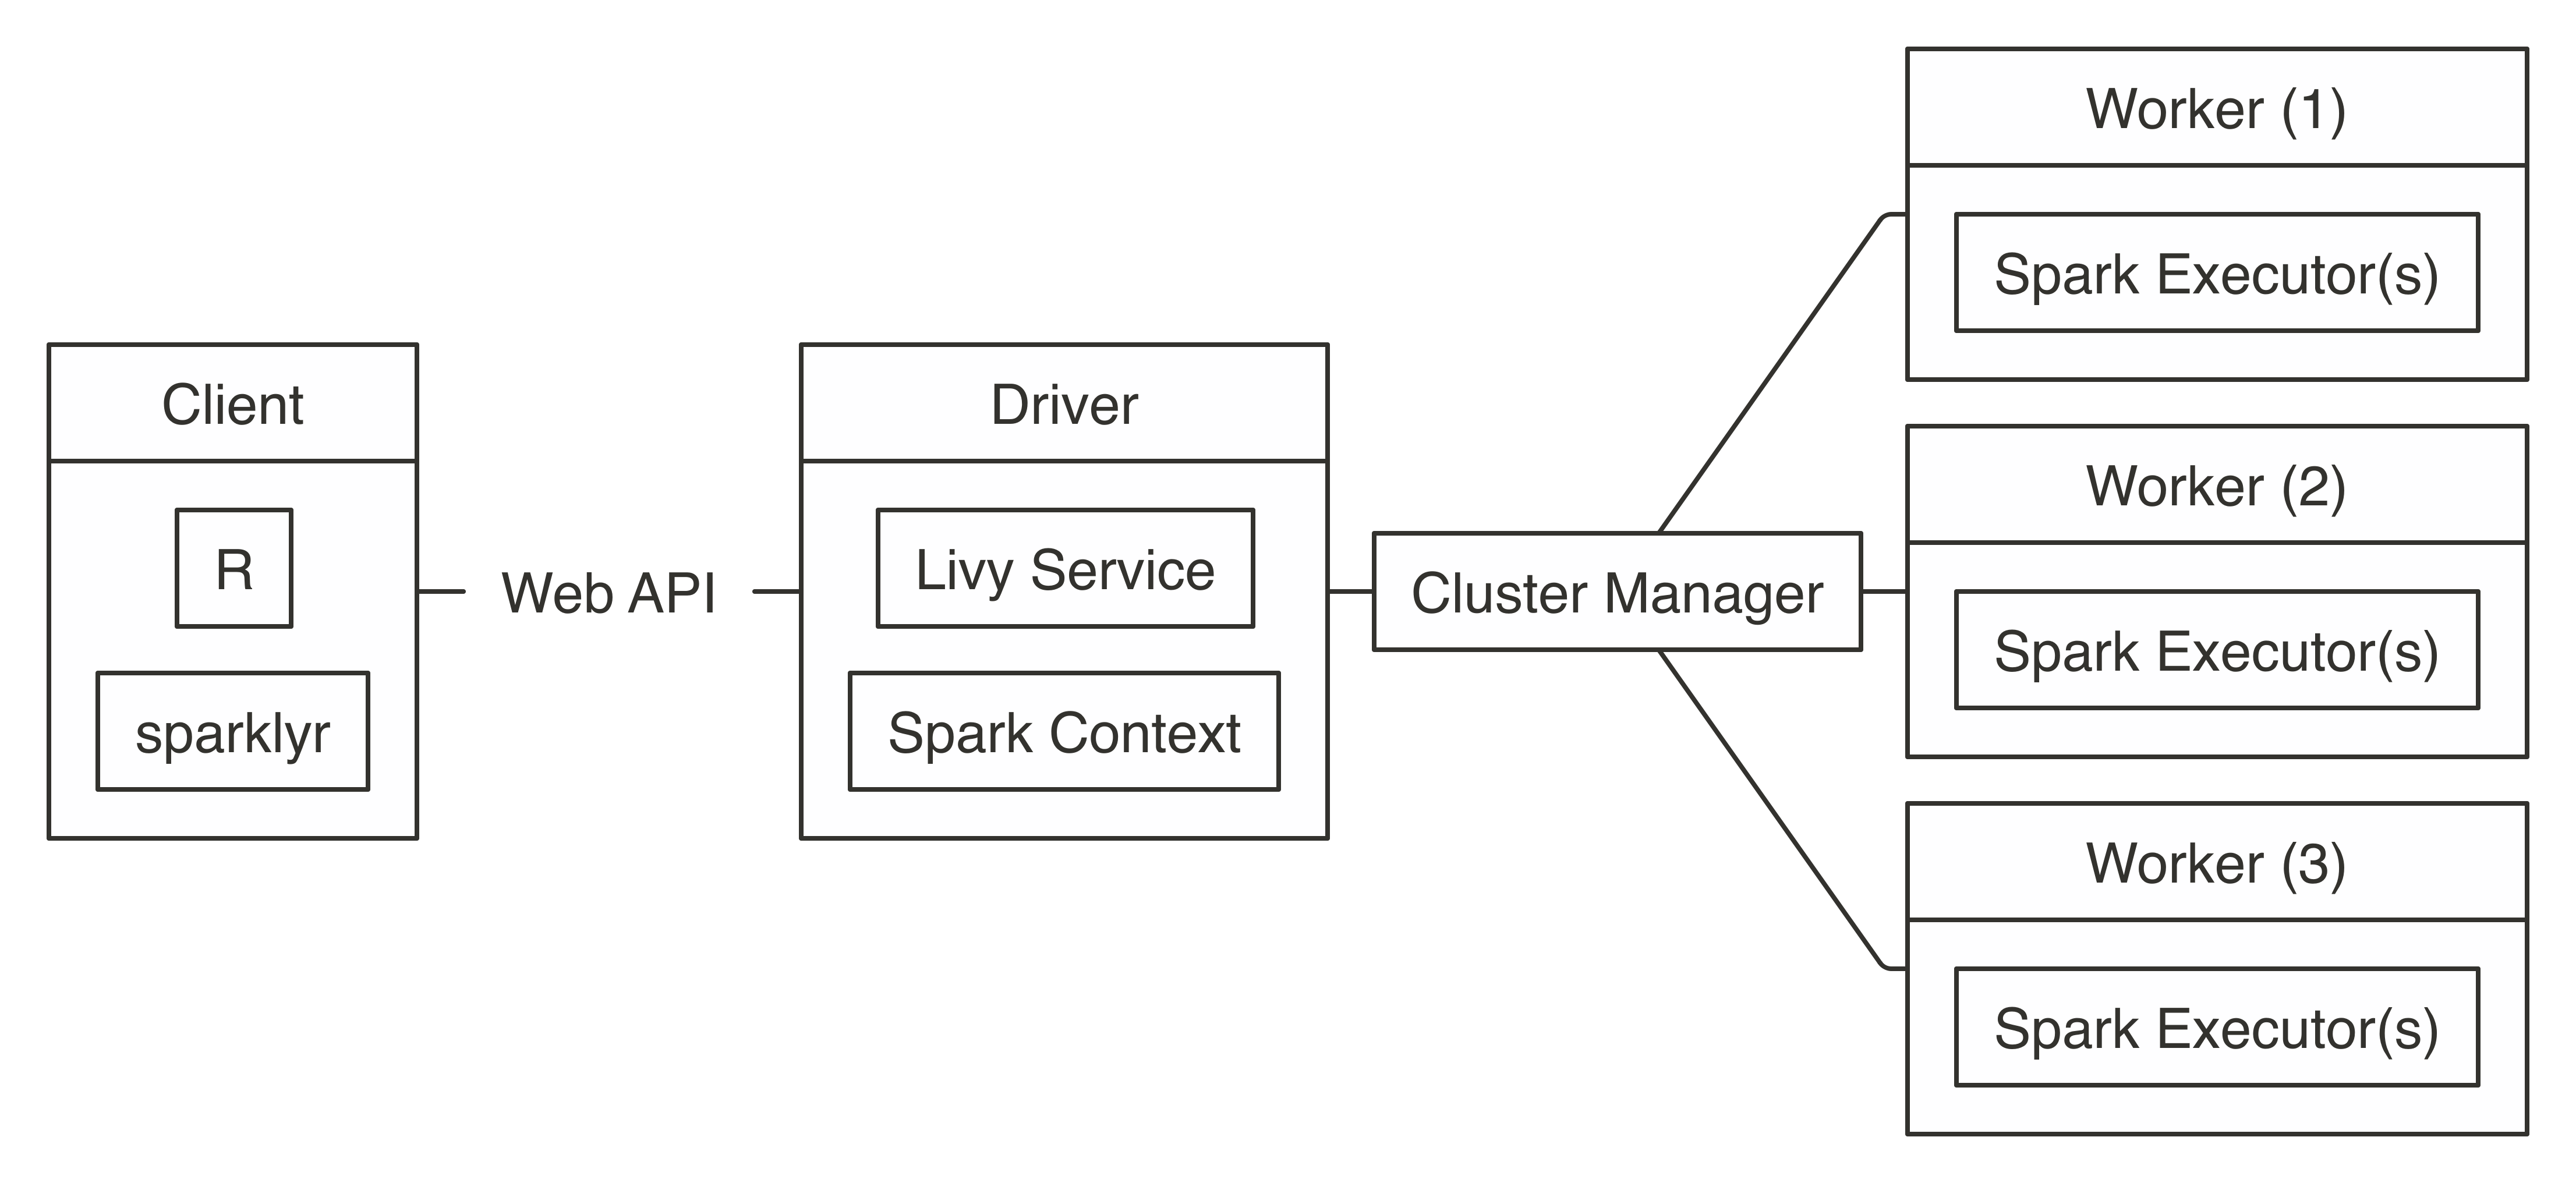 Client
R
sparklyr
Web API
Driver
Livy Service
Spark Context
Cluster Manager
Worker (1)
Spark Executor(s)
Worker (2)
Spark Executor(s)
Worker (3)
Spark Executor(s)